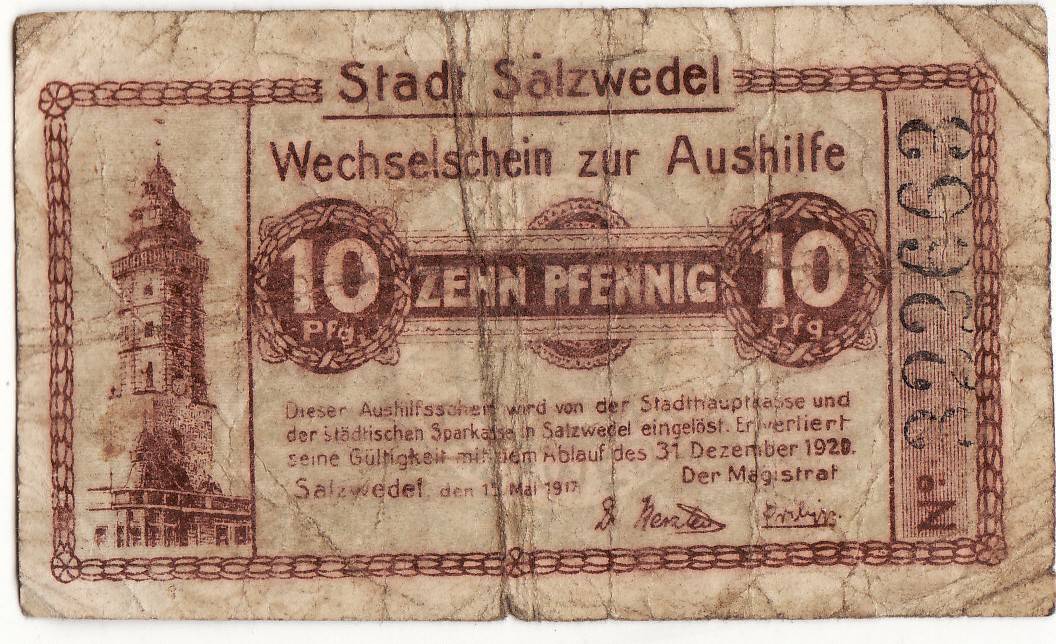 Stadt Salzwedel
Wechselschein zur Aushilfe
10 Pfg. ZEHN PFENNIG 10 Pfg.
Dieser Aushilfsschein wird von der Stadthauptkasse und
der städtischen Sparkasse in Salzwedel eingelöst. Er verliert
seine Gültigkeit mit dem Ablauf des 31. Dezember 1920.
Der Magistrat
Salzwedel, den 15. Mai 1917
No. 322663